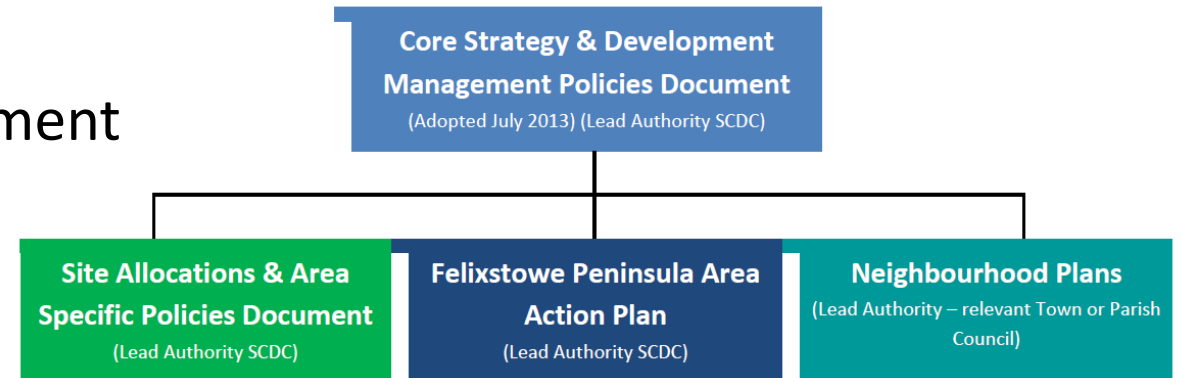 Core Strategy & Development
Management Policies Document
(Adopted July 2013) (Lead Authority SCDC)
ment
Site Allocations & Area
Specific Policies Document
(Lead Authority SCDC)
Felixstowe Peninsula Area
Action Plan
(Lead Authority SCDC)
Neighbourhood Plans
(Lead Authority – relevant Town or Parish
Council)